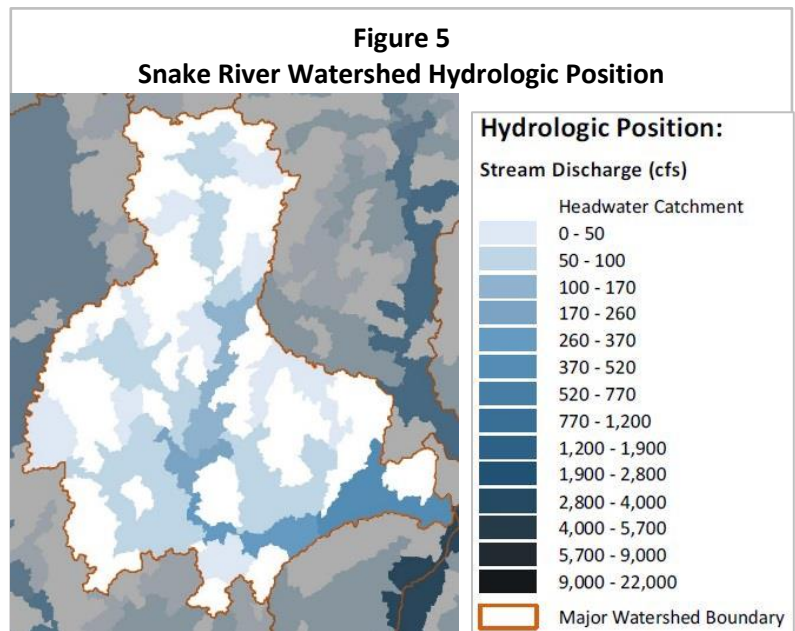 Figure 5
Snake River Watershed Hydrologic Position
Hydrologic Position:
Stream Discharge (cfs)
Headwater Catchment
0 - 50
50 - 100
100 - 170
170 - 260
260 - 370
370 - 520
520 - 770
770 - 1,200
1,200 - 1,900
1,900 - 2,800
2,800 - 4,000
4,000 - 5,700
5,700 - 9,000
9,000 - 22,000
Major Watershed Boundary